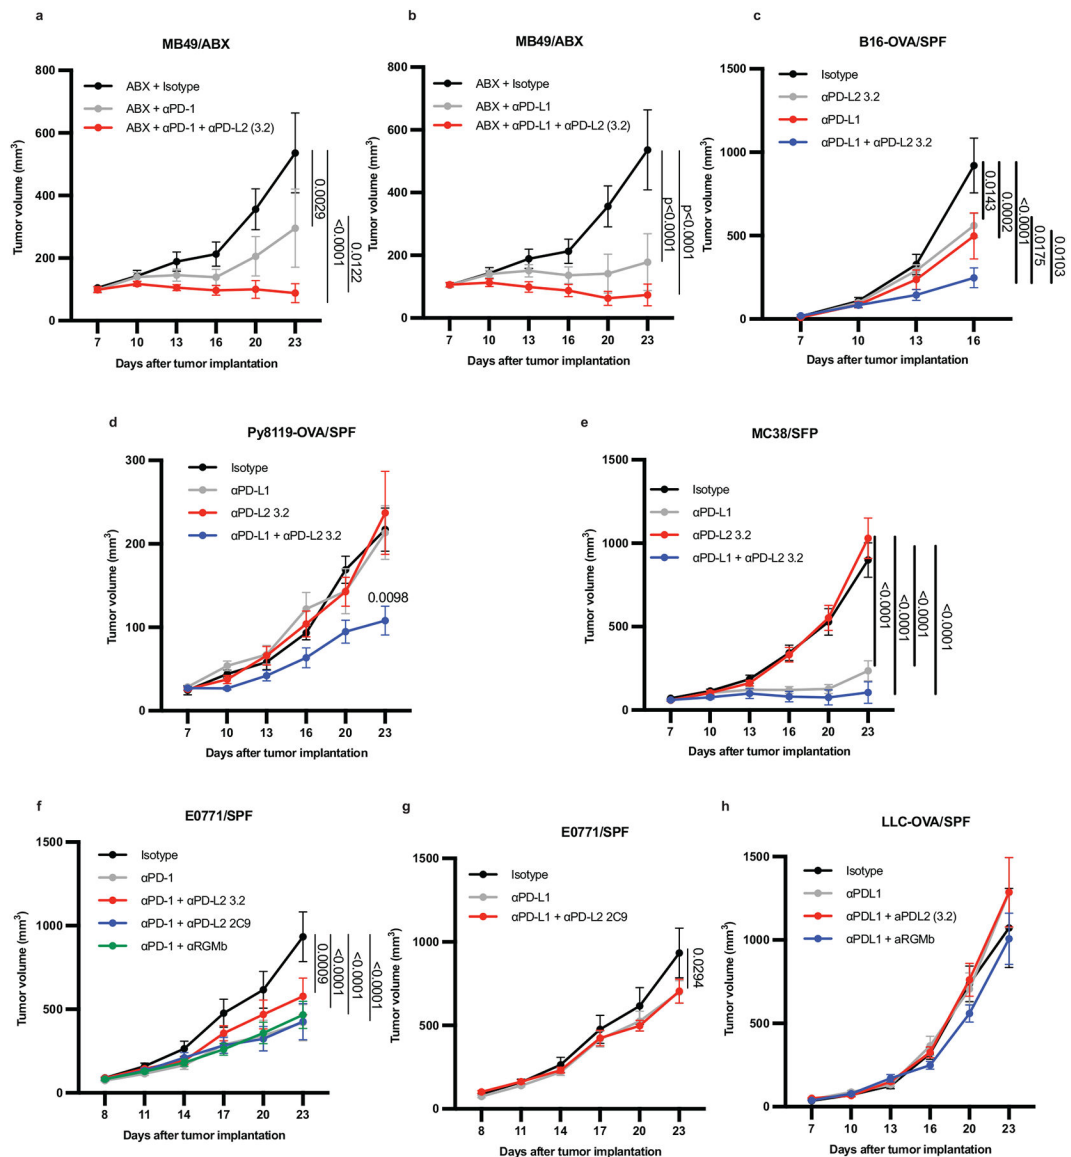 a
MB49/ABX
ABX + Isotype
ABX + αPD-1
ABX + αPD-1 + αPD-L2 (3.2)
Tumor volume (mm³)
800
600
400
200
0
7 10 13 16 20 23
Days after tumor implantation
0.0029
<0.0001
0.0122
b
MB49/ABX
ABX + Isotype
ABX + αPD-L1
ABX + αPD-L1 + αPD-L2 (3.2)
Tumor volume (mm³)
800
600
400
200
0
7 10 13 16 20 23
Days after tumor implantation
p<0.0001
p<0.0001
c
B16-OVA/SPF
Isotype
αPD-L2 3.2
αPD-L1
αPD-L1 + αPD-L2 3.2
Tumor volume (mm³)
1500
1000
500
0
7 10 13 16
Days after tumor implantation
0.0143
0.0002
<0.0001
0.0175
0.0103
d
Py8119-OVA/SPF
Isotype
αPD-L1
αPD-L2 3.2
αPD-L1 + αPD-L2 3.2
Tumor volume (mm³)
300
200
100
0
7 10 13 16 20 23
Days after tumor implantation
0.0098
e
MC38/SFP
Isotype
αPD-L1
αPD-L2 3.2
αPD-L1 + αPD-L2 3.2
Tumor volume (mm³)
1500
1000
500
0
7 10 13 16 20 23
Days after tumor implantation
<0.0001
<0.0001
<0.0001
<0.0001
f
E0771/SPF
Isotype
αPD-1
αPD-1 + αPD-L2 3.2
αPD-1 + αPD-L2 2C9
αPD-1 + αRGMb
Tumor volume (mm³)
1500
1000
500
0
8 11 14 17 20 23
Days after tumor implantation
0.0009
<0.0001
<0.0001
<0.0001
g
E0771/SPF
Isotype
αPD-L1
αPD-L1 + αPD-L2 2C9
Tumor volume (mm³)
1500
1000
500
0
8 11 14 17 20 23
Days after tumor implantation
0.0294
h
LLC-OVA/SPF
Isotype
αPDL1
αPDL1 + aPDL2 (3.2)
αPDL1 + aRGMb
Tumor volume (mm³)
1500
1000
500
0
7 10 13 16 20 23
Days after tumor implantation